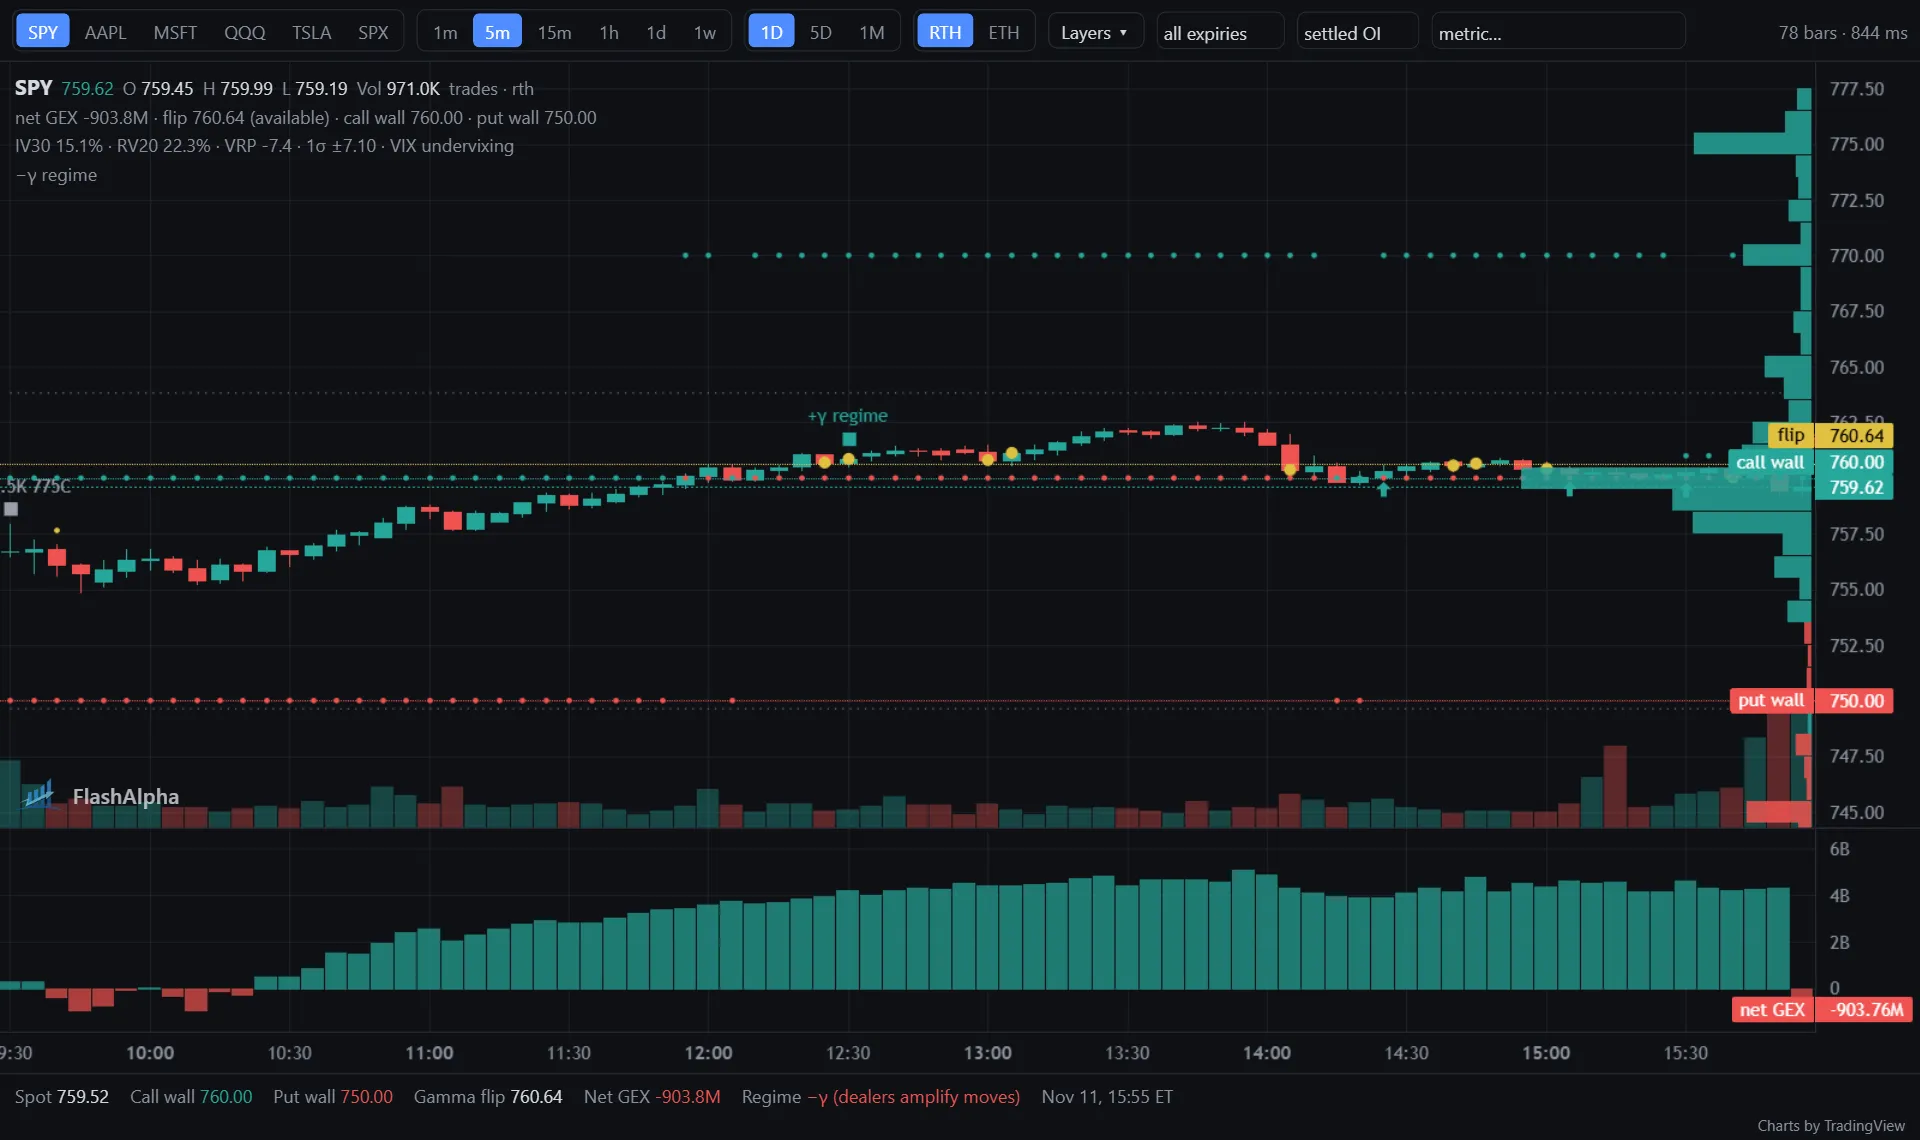 SPY AAPL MSFT QQQ TSLA SPX 1m 5m 15m 1h 1d 1w 1D 5D 1M RTH ETH Layers ▾ all expiries settled OI metric... 78 bars · 844 ms
SPY 759.62 O 759.45 H 759.99 L 759.19 Vol 971.0K trades · rth
net GEX -903.8M · flip 760.64 (available) · call wall 760.00 · put wall 750.00
IV30 15.1% · RV20 22.3% · VRP -7.4 · 1σ ±7.10 · VIX undervixing
−γ regime
777.50
775.00
772.50
770.00
767.50
765.00
762.50
+γ regime
flip 760.64
call wall 760.00
759.62
.5K 775C
757.50
755.00
752.50
put wall 750.00
747.50
FlashAlpha
745.00
6B
4B
2B
0
net GEX -903.76M
9:30 10:00 10:30 11:00 11:30 12:00 12:30 13:00 13:30 14:00 14:30 15:00 15:30
Spot 759.52 Call wall 760.00 Put wall 750.00 Gamma flip 760.64 Net GEX -903.8M Regime −γ (dealers amplify moves) Nov 11, 15:55 ET
Charts by TradingView